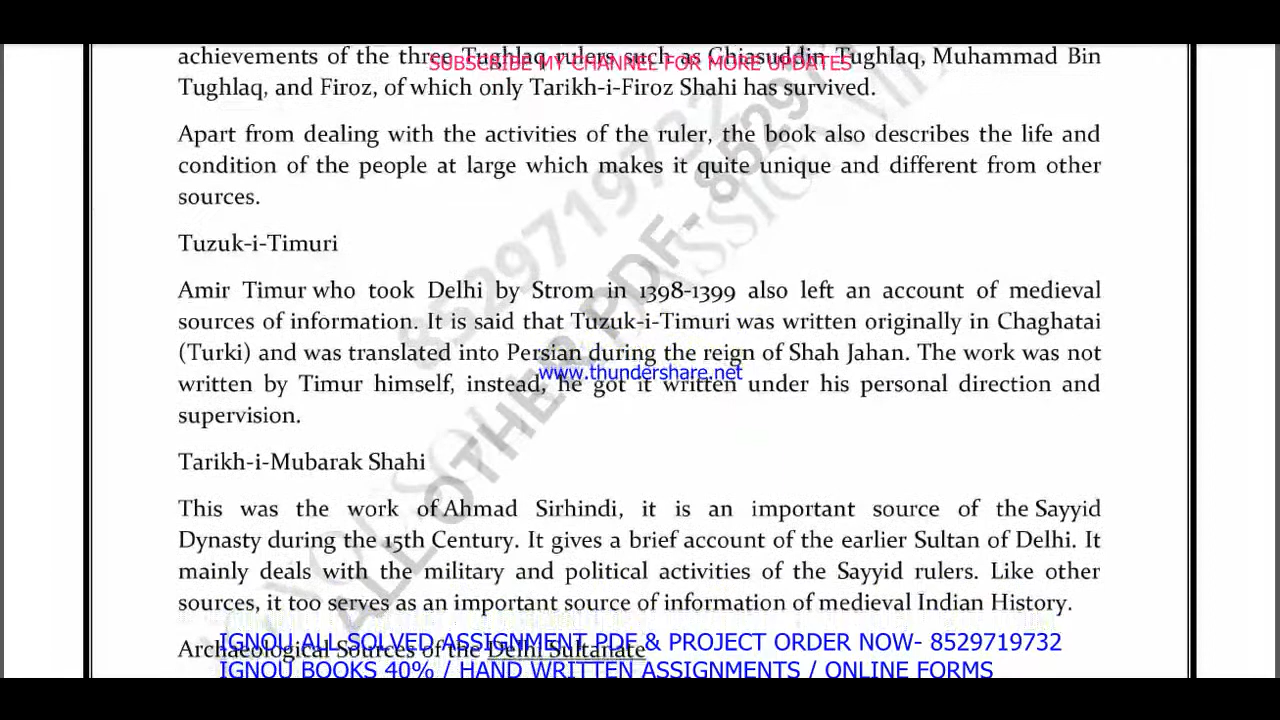 achievements of the three Tughlaq rulers such as Ghiasuddin Tughlaq, Muhammad Bin
SUBSCRIBE MY CHANNEL FOR MORE UPDATES
Tughlaq, and Firoz, of which only Tarikh-i-Firoz Shahi has survived.
Apart from dealing with the activities of the ruler, the book also describes the life and
condition of the people at large which makes it quite unique and different from other
sources.
Tuzuk-i-Timuri
Amir Timur who took Delhi by Strom in 1398-1399 also left an account of medieval
sources of information. It is said that Tuzuk-i-Timuri was written originally in Chaghatai
(Turki) and was translated into Persian during the reign of Shah Jahan. The work was not
www.thundershare.net
written by Timur himself, instead, he got it written under his personal direction and
supervision.
Tarikh-i-Mubarak Shahi
This was the work of Ahmad Sirhindi, it is an important source of the Sayyid
Dynasty during the 15th Century. It gives a brief account of the earlier Sultan of Delhi. It
mainly deals with the military and political activities of the Sayyid rulers. Like other
sources, it too serves as an important source of information of medieval Indian History.
IGNOU ALL SOLVED ASSIGNMENT PDF & PROJECT ORDER NOW- 8529719732
Archaeological Sources of the Delhi Sultanate
IGNOU BOOKS 40% / HAND WRITTEN ASSIGNMENTS / ONLINE FORMS
8529719732
ALL OTHER PDF- 85297